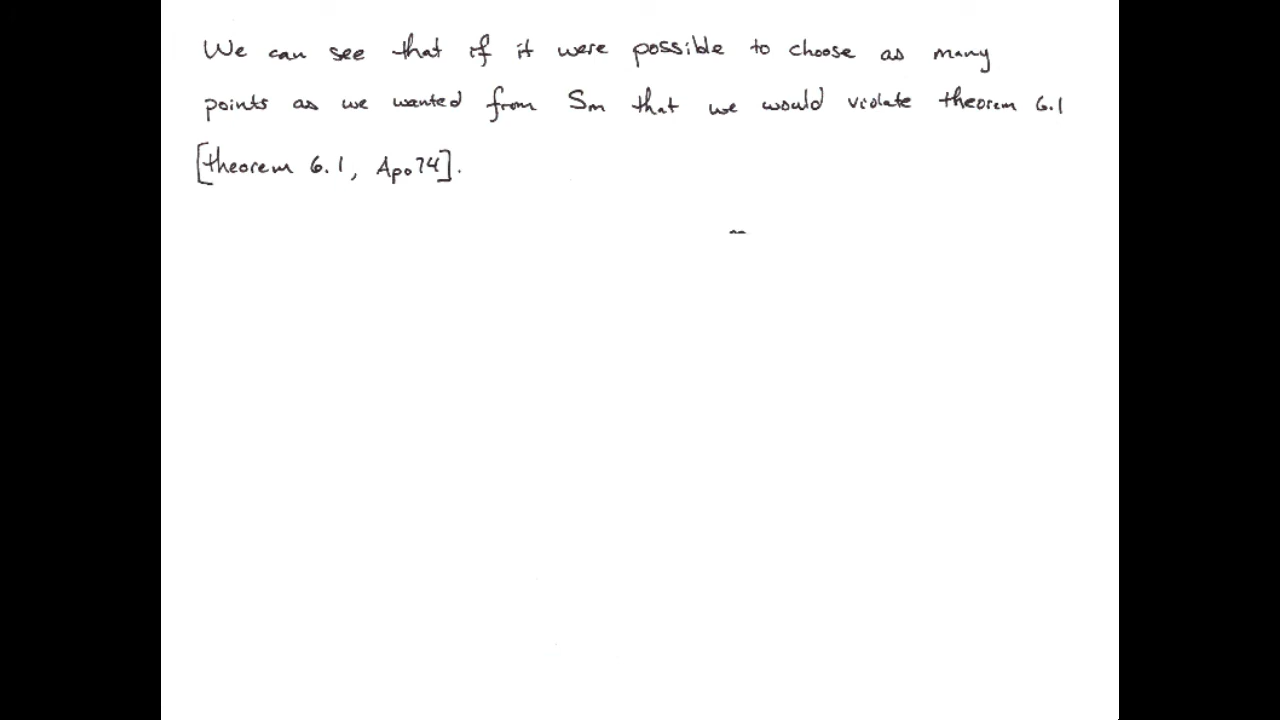 We can see that if it were possible to choose as many
points as we wanted from Sm that we would violate theorem 6.1
[theorem 6.1, Apo74].